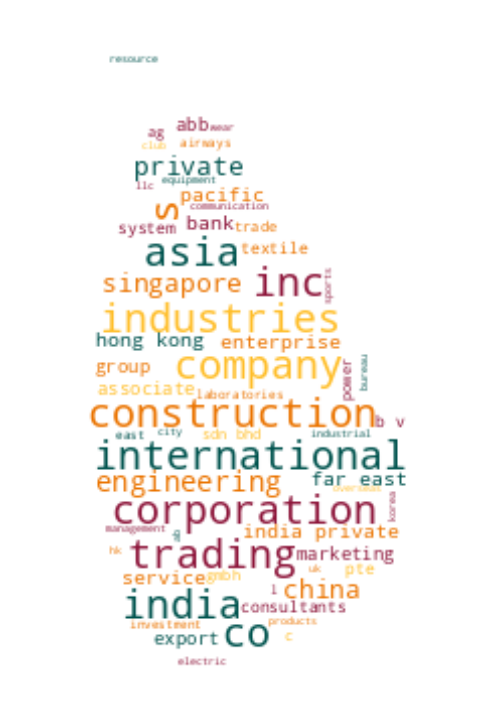 resource
ag abb wear
club airways
private
llc equipment
s pacific
communication
system bank trade
asia textile
singapore inc sports
industries
hong kong enterprise
group company power bureau
associate laboratories
construction b v
east city sdn bhd industrial
international
engineering far east
overseas
corporation korea
management ab india private
hk trading marketing
service gmbh uk pte
l china
india consultants
investment products
export co c
electric